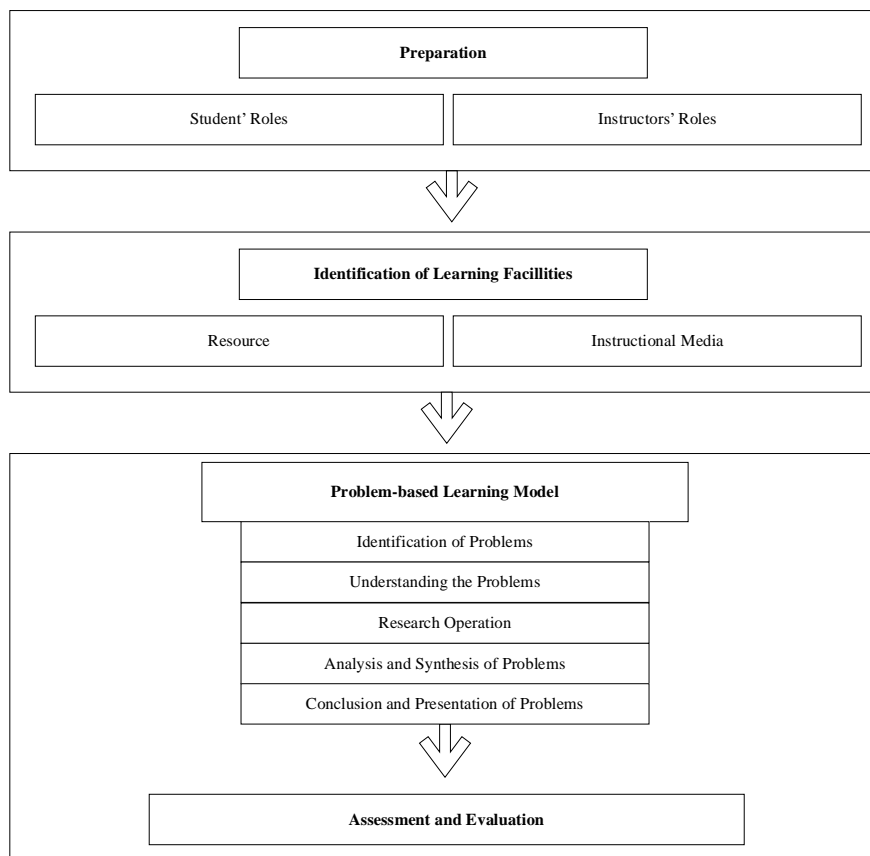 Preparation
Student' Roles
Instructors' Roles
Identification of Learning Facillities
Resource
Instructional Media
Problem-based Learning Model
Identification of Problems
Understanding the Problems
Research Operation
Analysis and Synthesis of Problems
Conclusion and Presentation of Problems
Assessment and Evaluation